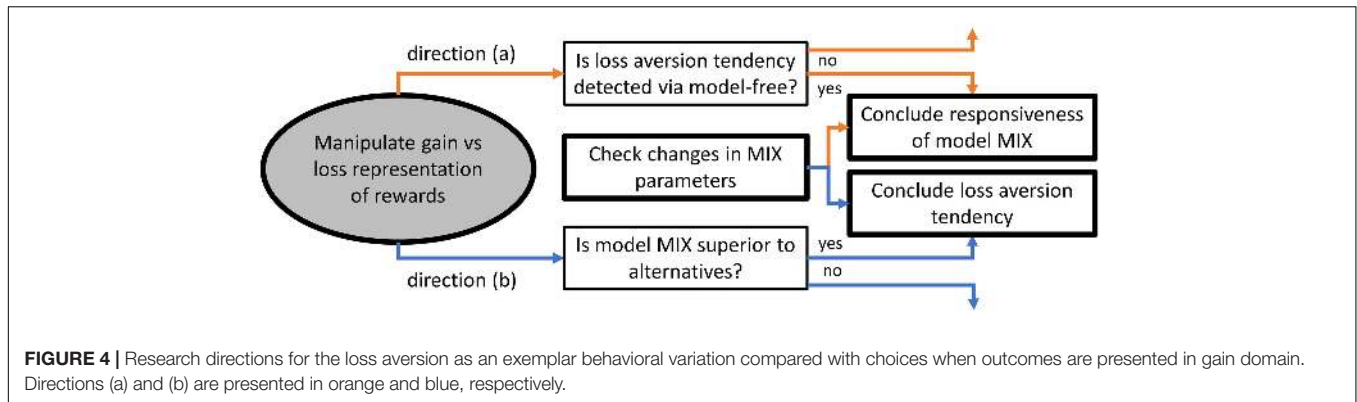 direction (a)
Is loss aversion tendency
detected via model-free?
no
yes
Manipulate gain vs
loss representation
of rewards
Check changes in MIX
parameters
Conclude responsiveness
of model MIX
Conclude loss aversion
tendency
direction (b)
Is model MIX superior to
alternatives?
yes
no
FIGURE 4 | Research directions for the loss aversion as an exemplar behavioral variation compared with choices when outcomes are presented in gain domain.
Directions (a) and (b) are presented in orange and blue, respectively.